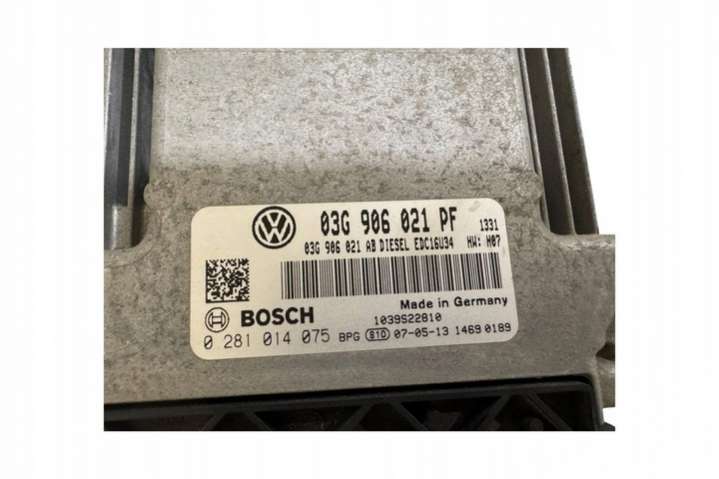 03G 906 021 PF 1331
03G 906 021 AB DIESEL EDC16U34 HW: H07
Made in Germany
BOSCH 1039S22810
0 281 014 075 BPG 810 07-05-13 1469 0189